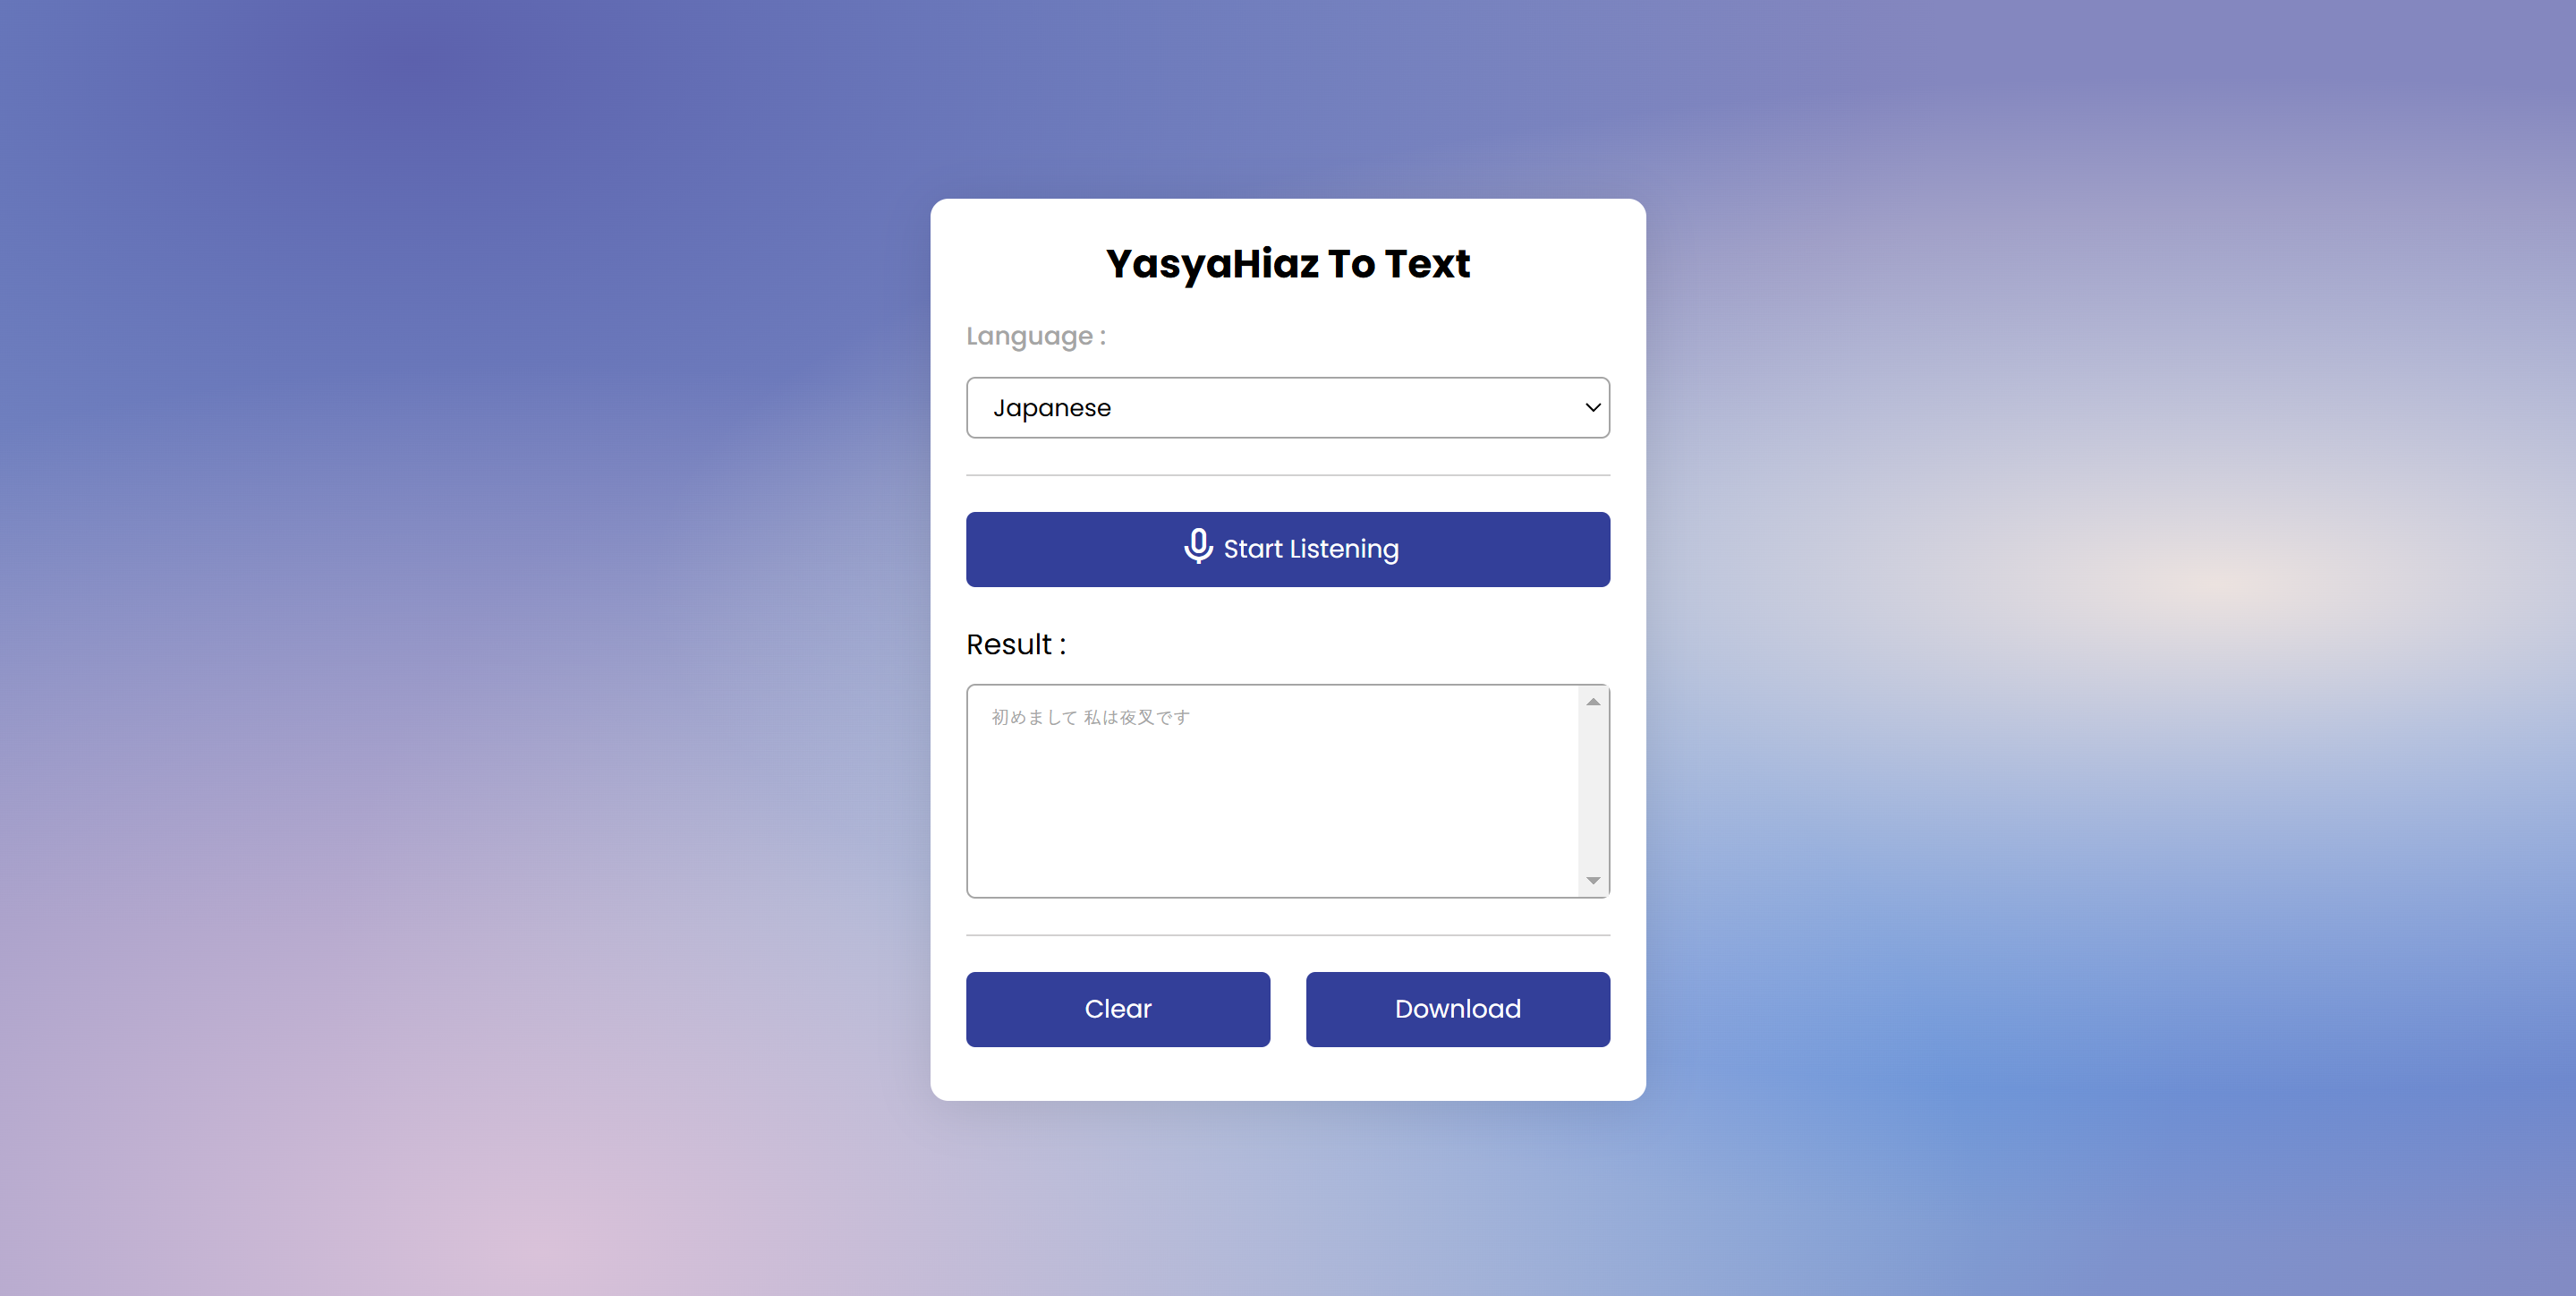 YasyaHiaz To Text
Language :
Japanese
Start Listening
Result :
初めまして 私は夜叉です
Clear
Download